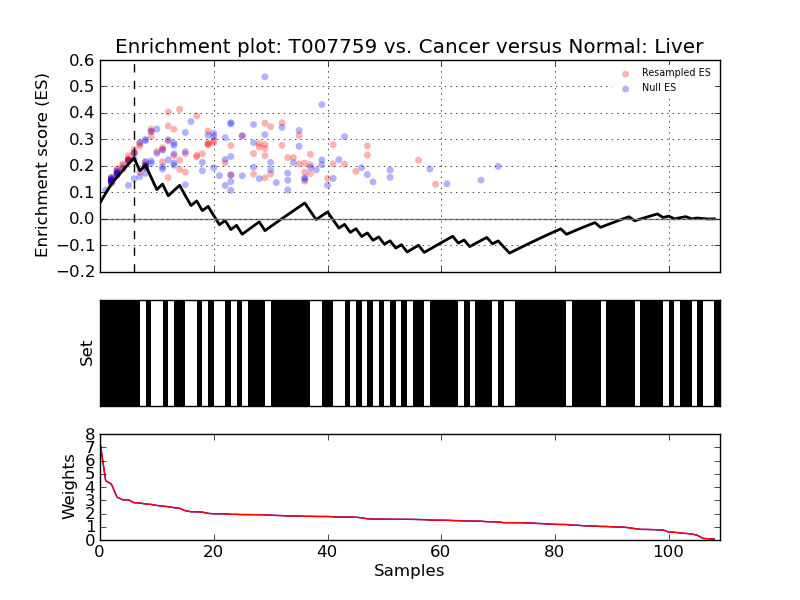 Enrichment plot: T007759 vs. Cancer versus Normal: Liver
Enrichment score (ES)
0.6
0.5
0.4
0.3
0.2
0.1
0.0
−0.1
−0.2
Resampled ES
Null ES
Set
Weights
8
7
6
5
4
3
2
1
0
0 20 40 60 80 100
Samples